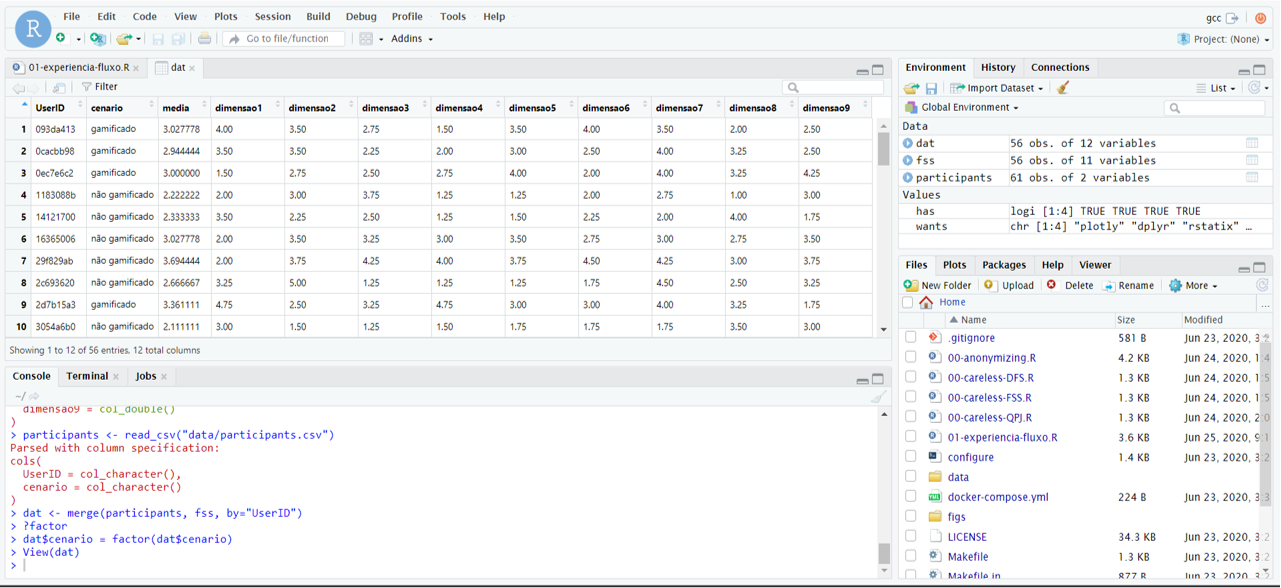 File Edit Code View Plots Session Build Debug Profile Tools Help
gcc
R
Go to file/function
Addins
Project: (None)
01-experiencia-fluxo.R
dat
Filter
UserID cenario media dimensao1 dimensao2 dimensao3 dimensao4 dimensao5 dimensao6 dimensao7 dimensao8 dimensao9
1 093da413 gamificado 3.027778 4.00 3.50 2.75 1.50 3.50 4.00 3.50 2.00 2.50
2 0cacbb98 gamificado 2.944444 3.50 3.50 2.25 2.00 3.00 2.50 4.00 3.25 2.50
3 0ec7e6c2 gamificado 3.000000 1.50 2.75 2.50 2.75 4.00 2.00 4.00 3.25 4.25
4 1183088b não gamificado 2.222222 2.00 3.00 3.75 1.25 1.25 2.00 2.75 1.00 3.00
5 14121700 não gamificado 2.333333 3.50 2.25 2.50 1.25 1.50 2.25 2.00 4.00 1.75
6 16365006 não gamificado 3.027778 2.00 3.50 3.25 3.00 3.50 2.75 3.00 2.75 3.50
7 29f829ab não gamificado 3.694444 2.00 3.75 4.25 4.00 3.75 4.50 4.25 3.00 3.75
8 2c693620 não gamificado 2.666667 3.25 5.00 1.25 1.25 1.25 1.75 4.50 2.50 3.25
9 2d7b15a3 gamificado 3.361111 4.75 2.50 3.25 4.75 3.00 3.00 4.00 3.25 1.75
10 3054a6b0 não gamificado 2.111111 3.00 1.50 1.25 1.50 1.75 1.75 1.75 3.50 3.00
Showing 1 to 12 of 56 entries, 12 total columns
Console Terminal Jobs
~/
dimensao9 = col_double()
)
> participants <- read_csv("data/participants.csv")
Parsed with column specification:
cols(
UserID = col_character(),
cenario = col_character()
)
> dat <- merge(participants, fss, by="UserID")
> ?factor
> dat$cenario = factor(dat$cenario)
> View(dat)
>
Environment History Connections
Import Dataset
List
Global Environment
Data
dat 56 obs. of 12 variables
fss 56 obs. of 11 variables
participants 61 obs. of 2 variables
Values
has logi [1:4] TRUE TRUE TRUE TRUE
wants chr [1:4] "plotly" "dplyr" "rstatix" …
Files Plots Packages Help Viewer
New Folder Upload Delete Rename More
Home
...
Name Size Modified
.gitignore 581 B Jun 23, 2020, 3:2
00-anonymizing.R 4.2 KB Jun 24, 2020, 1:4
00-careless-DFS.R 1.3 KB Jun 24, 2020, 1:5
00-careless-FSS.R 1.3 KB Jun 24, 2020, 1:5
00-careless-QPJ.R 1.3 KB Jun 24, 2020, 2:0
01-experiencia-fluxo.R 3.6 KB Jun 25, 2020, 9:1
configure 1.4 KB Jun 23, 2020, 3:2
data
docker-compose.yml 224 B Jun 23, 2020, 3:3
figs
LICENSE 34.3 KB Jun 23, 2020, 3:2
Makefile 1.3 KB Jun 23, 2020, 3:2
Makefile.in 877 B Jun 23, 2020, 3:2